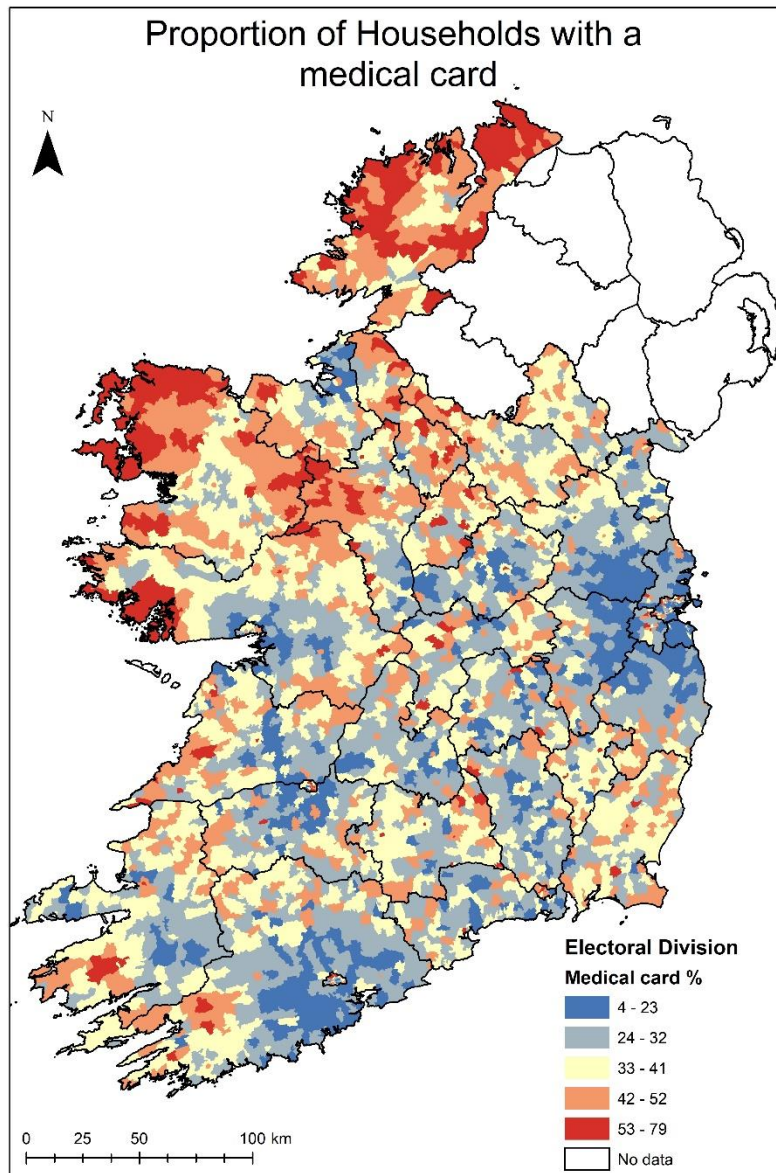 Proportion of Households with a
medical card
N
Electoral Division
Medical card %
4 - 23
24 - 32
33 - 41
42 - 52
53 - 79
No data
0 25 50 100 km